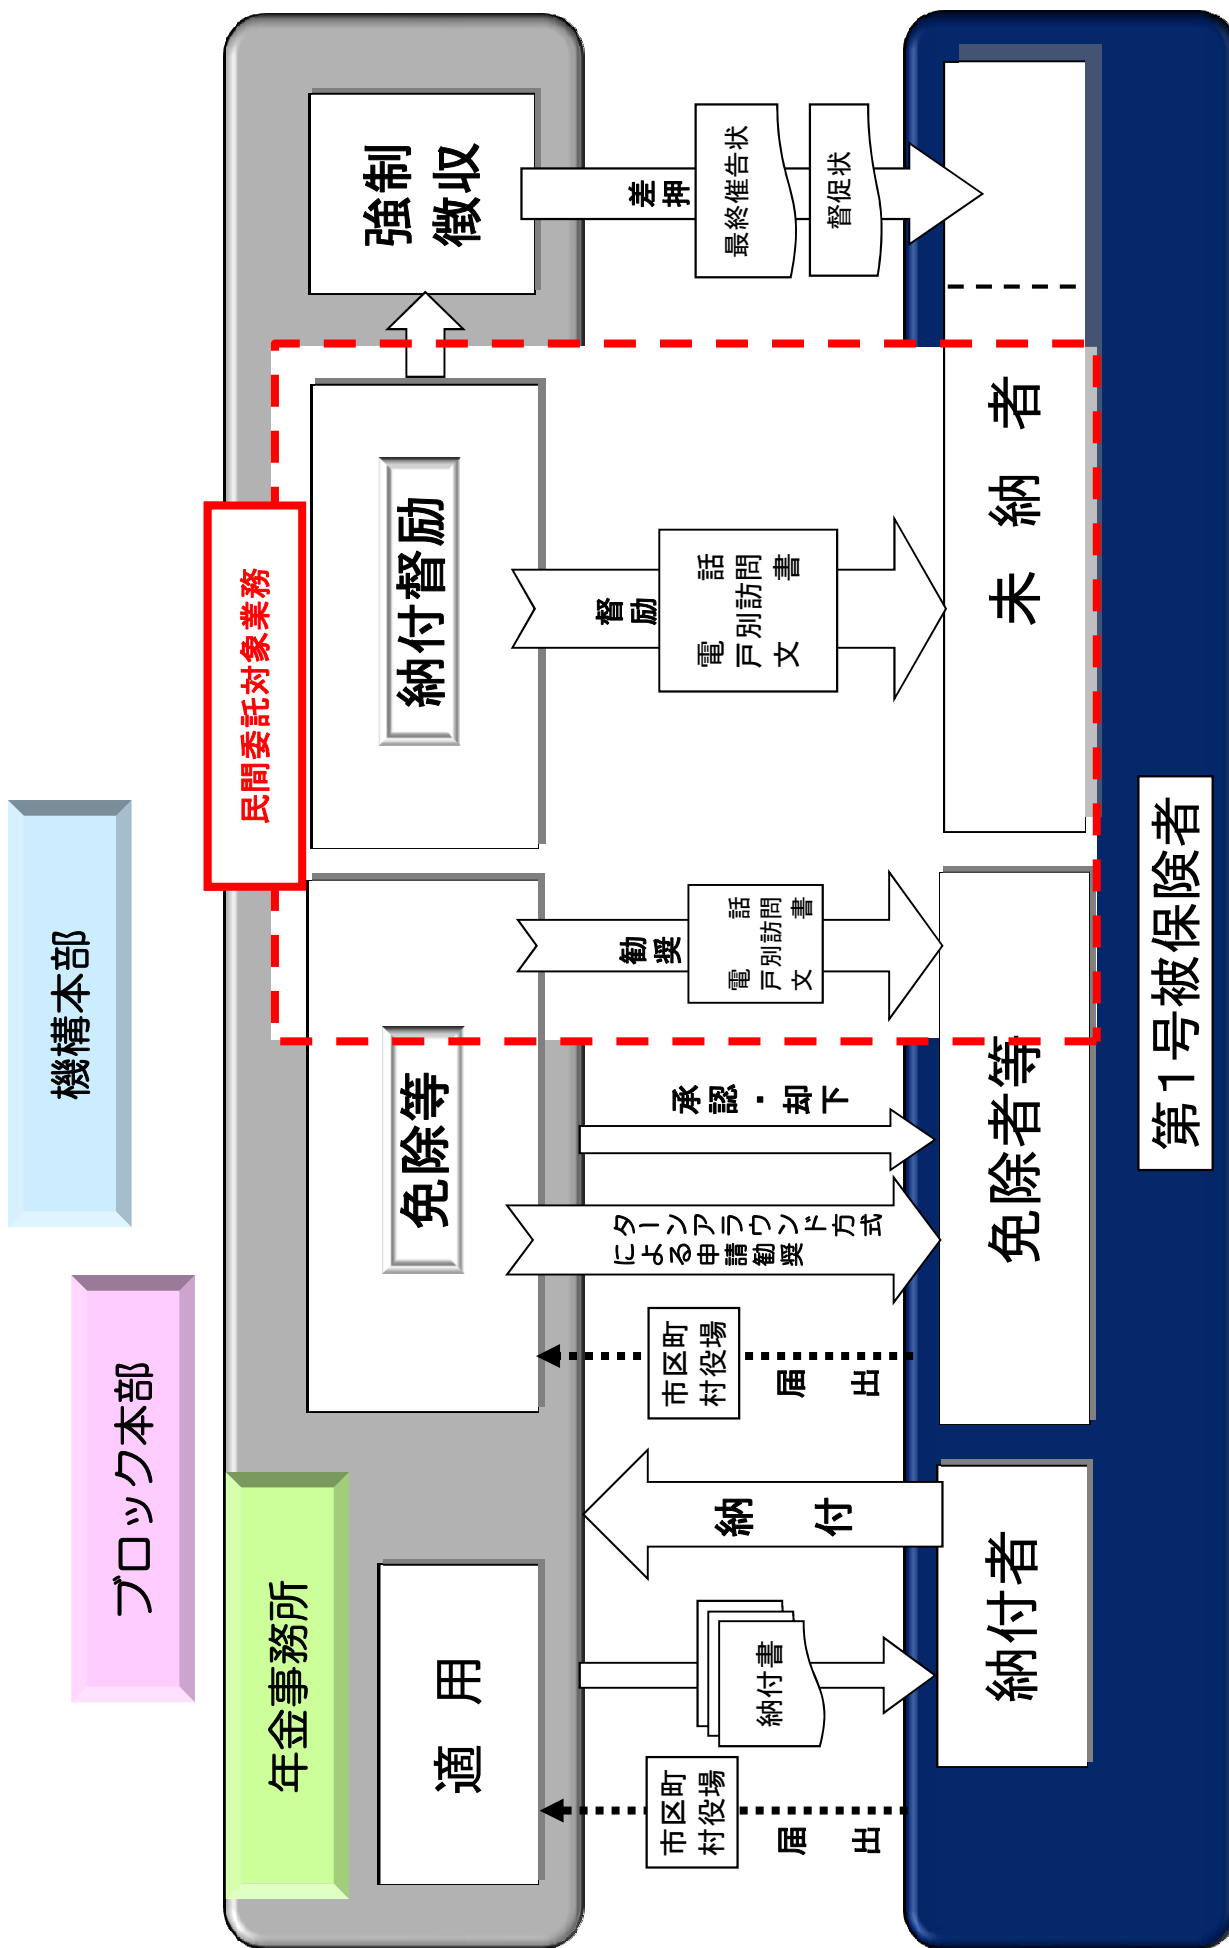 機構本部
ブロック本部
年金事務所
民間委託対象業務
適 用
免除等
納付督励
強制
徴収
市区町
村役場
届 出
納付書
納 付
市区町
村役場
届 出
ターンアラウンド方式
による申請勧奨
承認・却下
勧
奨
電 話
戸別訪問
文 書
督
励
電 話
戸別訪問
文 書
差
押
最終催告状
督促状
納付者
免除者等
未 納 者
第１号被保険者